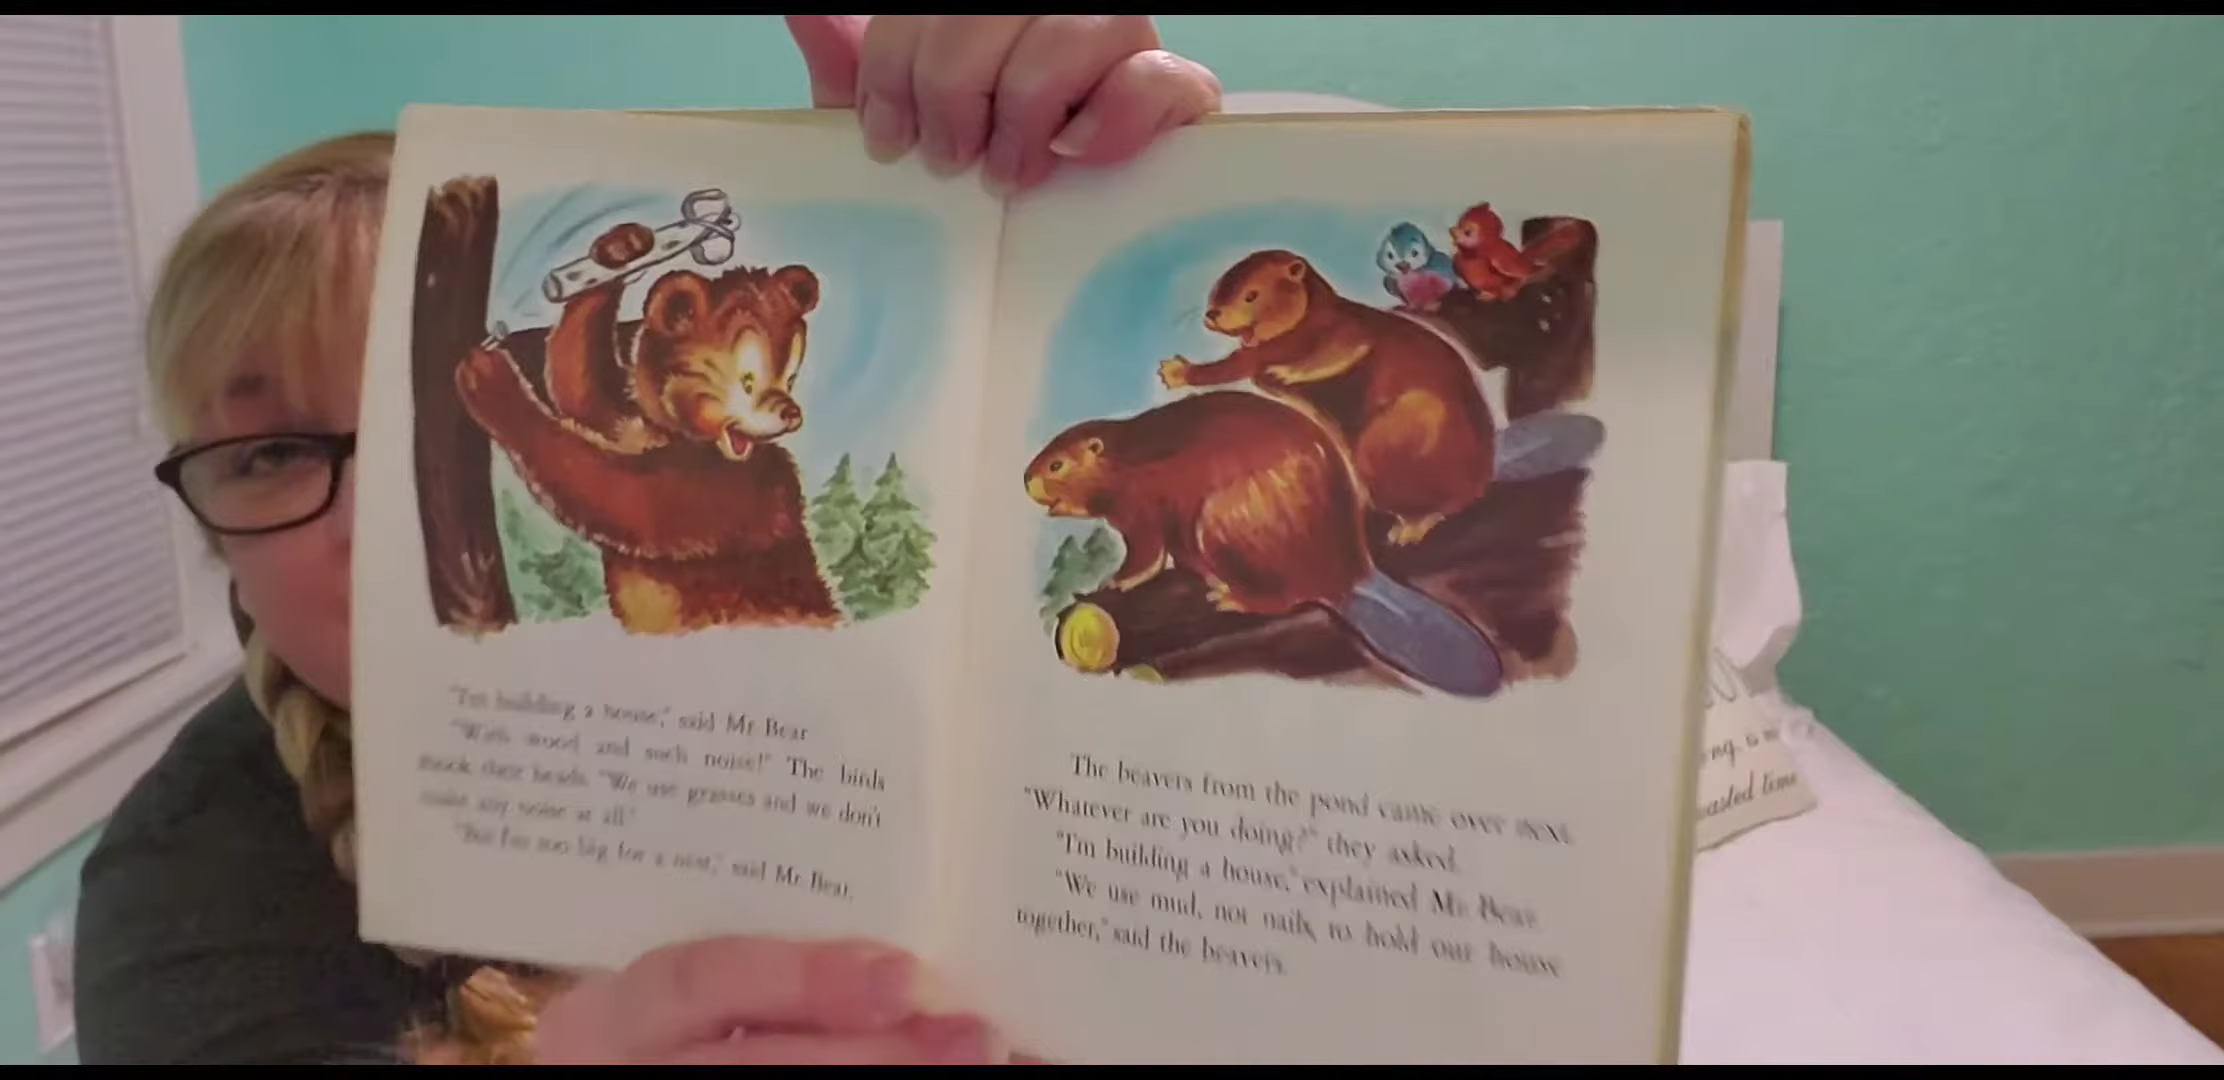 "I'm building a house," said Mr. Bear.
"With wood and such noise!" The birds
shook their heads. "We use grasses and we don't
make any noise at all."
"But I'm too big for a nest," said Mr. Bear.
The beavers from the pond came over next.
"Whatever are you doing?" they asked.
"I'm building a house," explained Mr. Bear.
"We use mud, not nails, to hold our house
together," said the beavers.
ng, o
wasted time